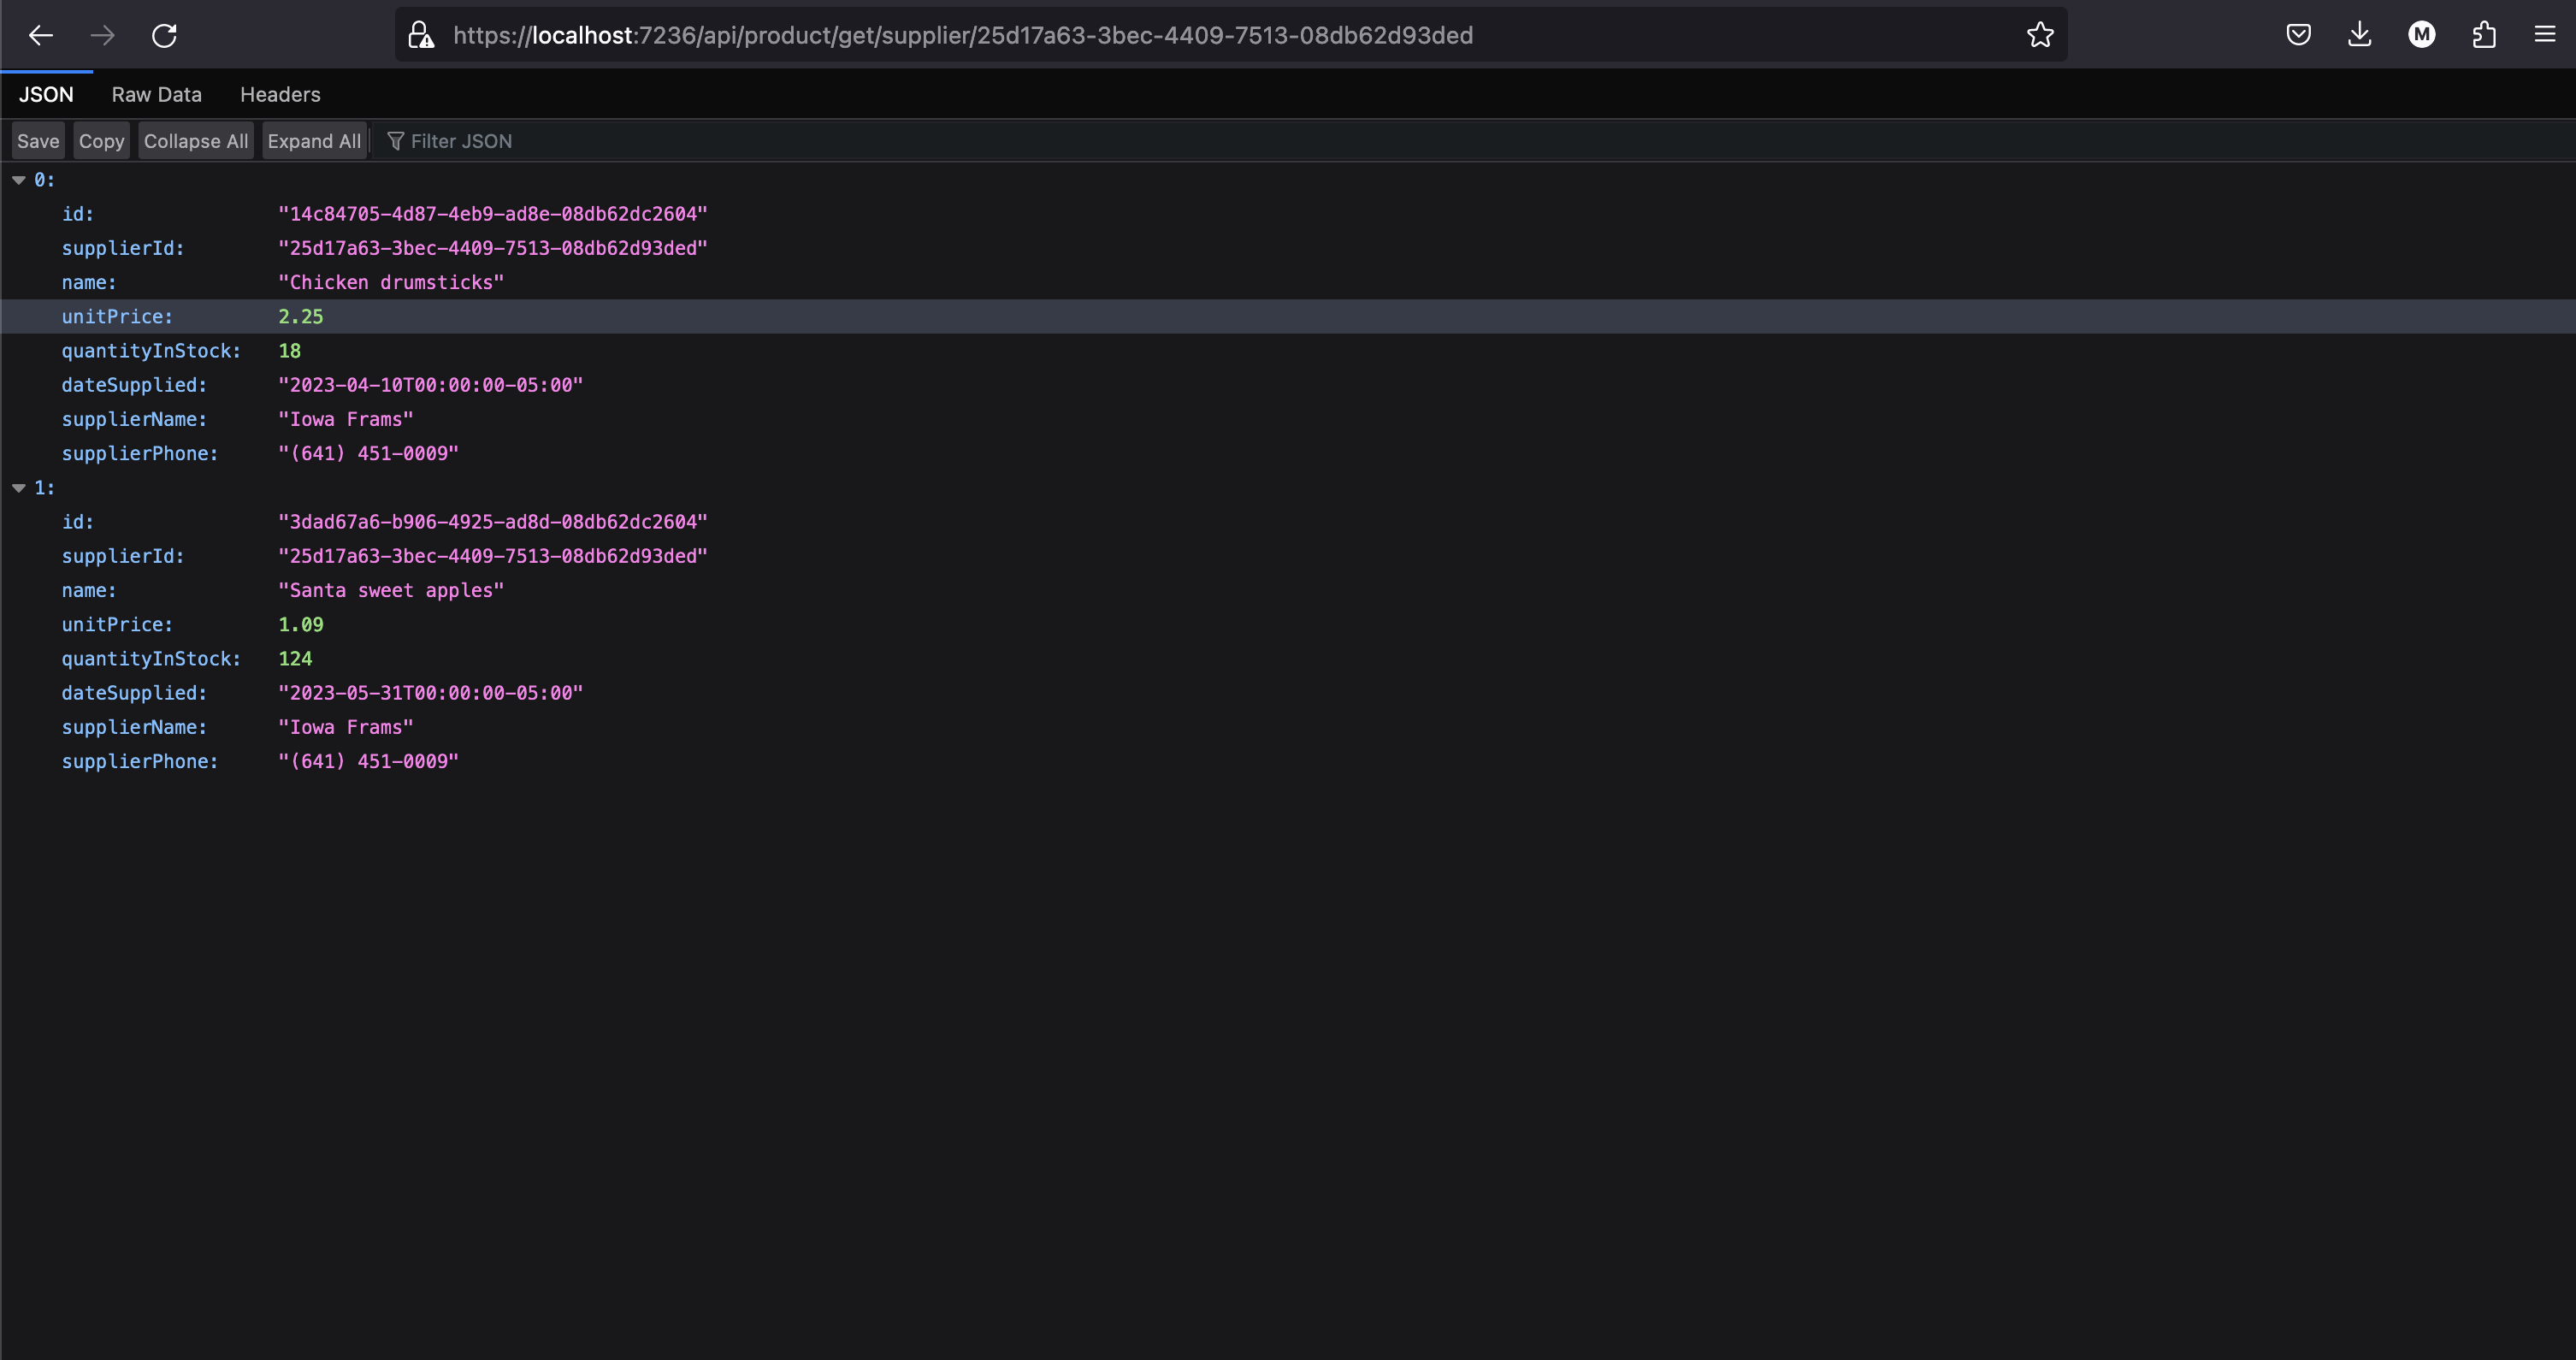 https://localhost:7236/api/product/get/supplier/25d17a63-3bec-4409-7513-08db62d93ded
M
JSON Raw Data Headers
Save Copy Collapse All Expand All Filter JSON
0:
id: "14c84705-4d87-4eb9-ad8e-08db62dc2604"
supplierId: "25d17a63-3bec-4409-7513-08db62d93ded"
name: "Chicken drumsticks"
unitPrice: 2.25
quantityInStock: 18
dateSupplied: "2023-04-10T00:00:00-05:00"
supplierName: "Iowa Frams"
supplierPhone: "(641) 451-0009"
1:
id: "3dad67a6-b906-4925-ad8d-08db62dc2604"
supplierId: "25d17a63-3bec-4409-7513-08db62d93ded"
name: "Santa sweet apples"
unitPrice: 1.09
quantityInStock: 124
dateSupplied: "2023-05-31T00:00:00-05:00"
supplierName: "Iowa Frams"
supplierPhone: "(641) 451-0009"